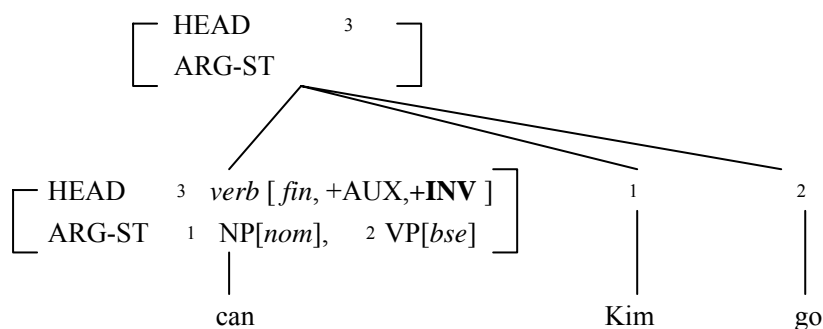 HEAD 3
ARG-ST
HEAD 3 verb [ fin, +AUX,+INV ] 1 2
ARG-ST 1 NP[nom], 2 VP[bse]
can Kim go